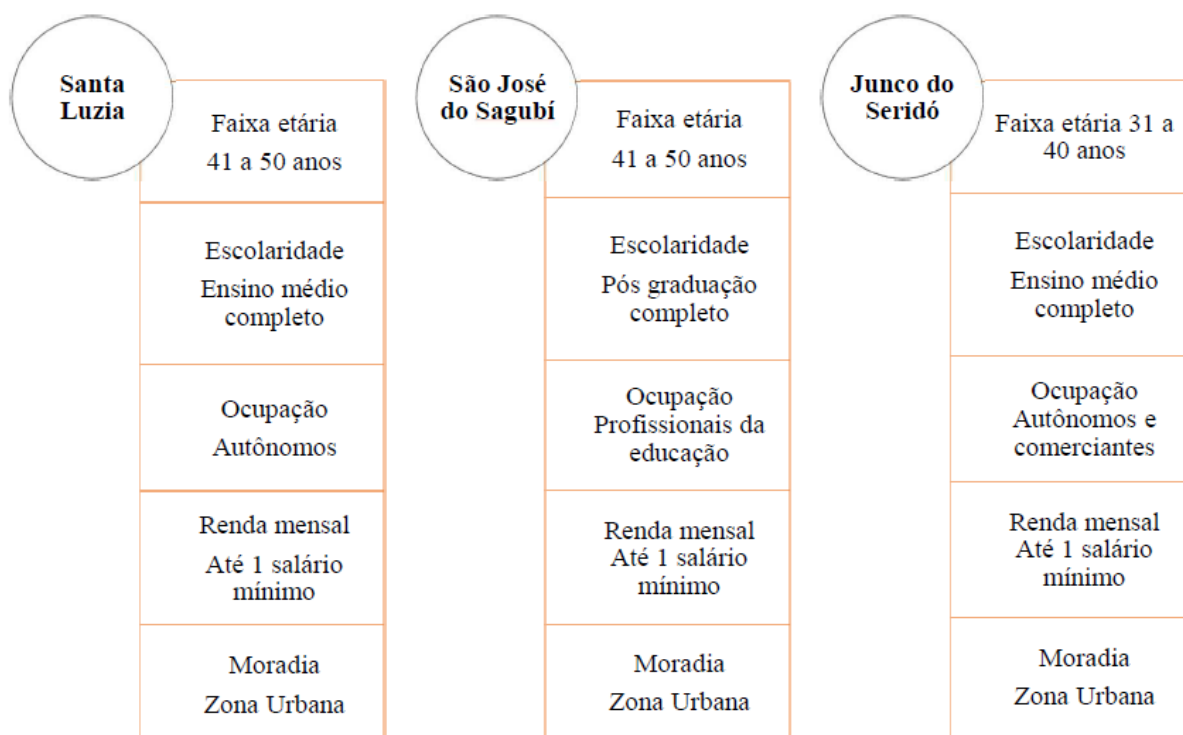 Santa
Luzia
Faixa etária
41 a 50 anos
Escolaridade
Ensino médio
completo
Ocupação
Autônomos
Renda mensal
Até 1 salário
mínimo
Moradia
Zona Urbana
São José
do Sagubí
Faixa etária
41 a 50 anos
Escolaridade
Pós graduação
completo
Ocupação
Profissionais da
educação
Renda mensal
Até 1 salário
mínimo
Moradia
Zona Urbana
Junco do
Seridó
Faixa etária 31 a
40 anos
Escolaridade
Ensino médio
completo
Ocupação
Autônomos e
comerciantes
Renda mensal
Até 1 salário
mínimo
Moradia
Zona Urbana